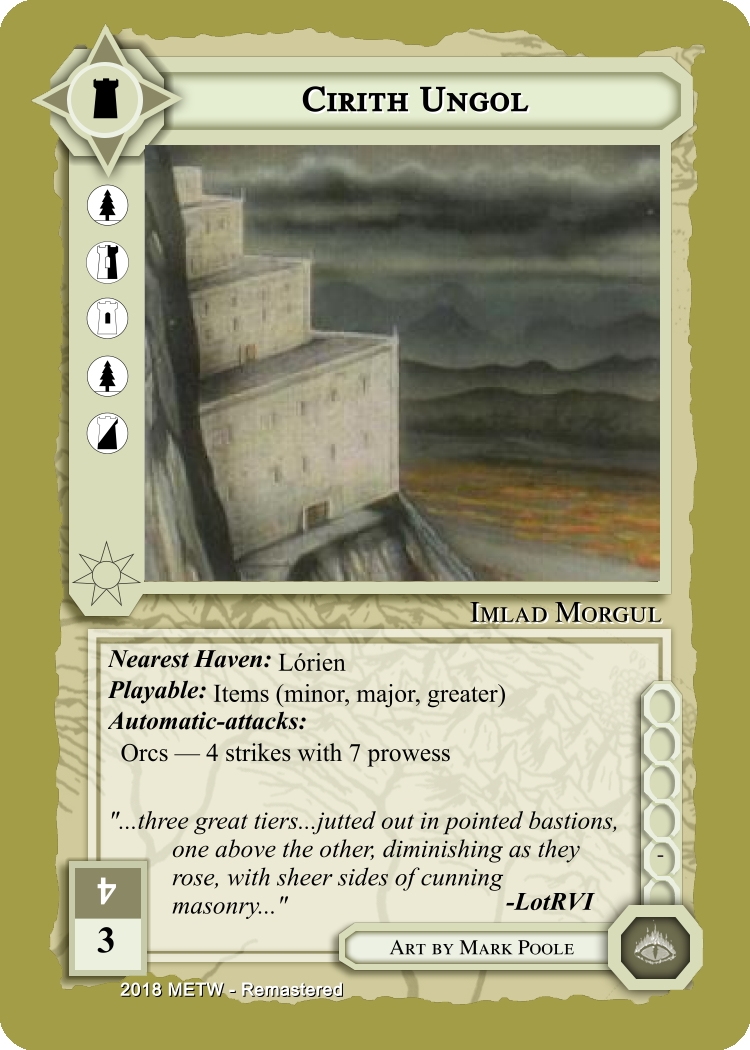 CIRITH UNGOL
IMLAD MORGUL
Nearest Haven: Lórien
Playable: Items (minor, major, greater)
Automatic-attacks:
Orcs — 4 strikes with 7 prowess
"...three great tiers...jutted out in pointed bastions,
one above the other, diminishing as they
rose, with sheer sides of cunning
masonry..."
-LotRVI
-
4
3
ART BY MARK POOLE
2018 METW - Remastered